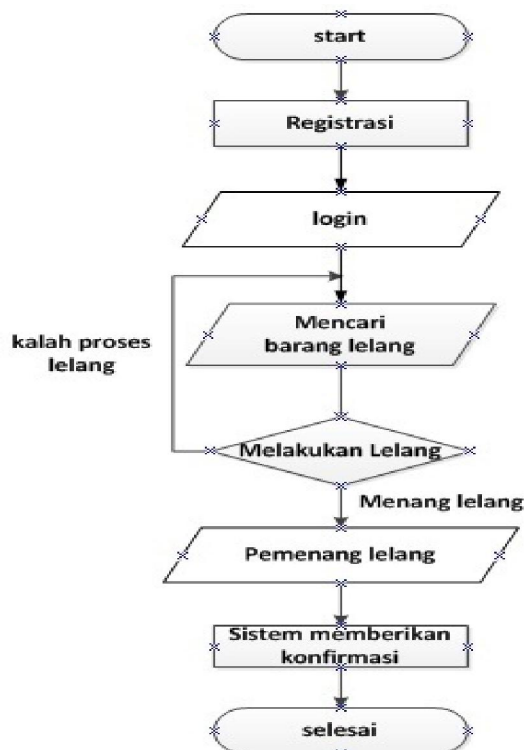 start
Registrasi
login
Mencari
barang lelang
kalah proses
lelang
Melakukan Lelang
Menang lelang
Pemenang lelang
Sistem memberikan
konfirmasi
selesai